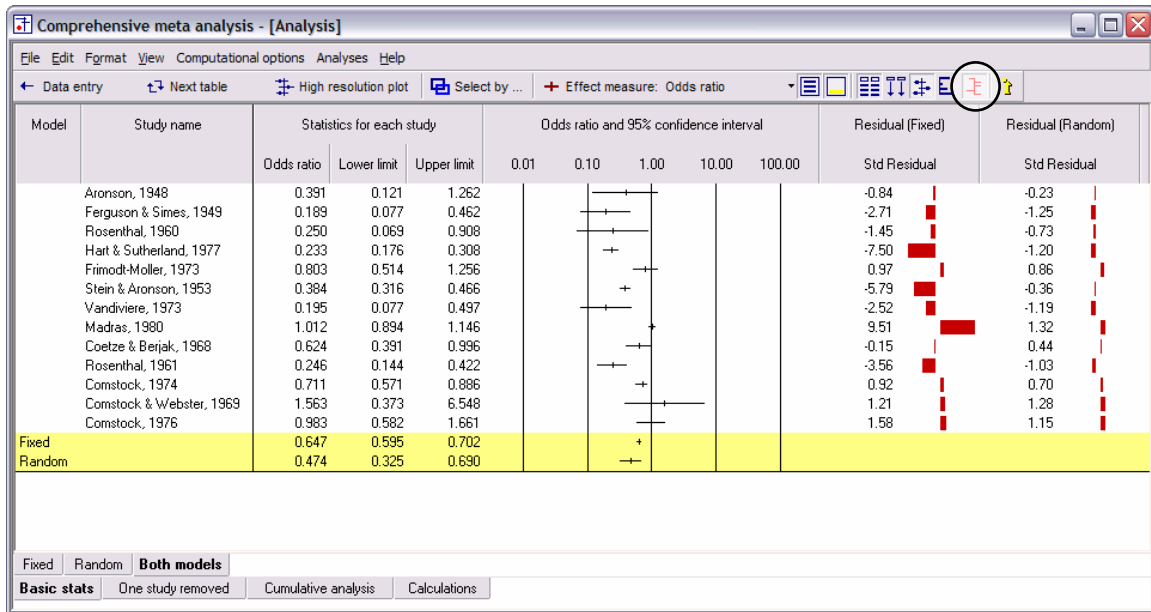 Comprehensive meta analysis - [Analysis]
File Edit Format View Computational options Analyses Help
Data entry Next table High resolution plot Select by ... Effect measure: Odds ratio
Model Study name Statistics for each study Odds ratio and 95% confidence interval Residual (Fixed) Residual (Random)
Odds ratio Lower limit Upper limit 0.01 0.10 1.00 10.00 100.00 Std Residual Std Residual
Aronson, 1948 0.391 0.121 1.262 -0.84 -0.23
Ferguson & Simes, 1949 0.189 0.077 0.462 -2.71 -1.25
Rosenthal, 1960 0.250 0.069 0.908 -1.45 -0.73
Hart & Sutherland, 1977 0.233 0.176 0.308 -7.50 -1.20
Frimodt-Moller, 1973 0.803 0.514 1.256 0.97 0.86
Stein & Aronson, 1953 0.384 0.316 0.466 -5.79 -0.36
Vandiviere, 1973 0.195 0.077 0.497 -2.52 -1.19
Madras, 1980 1.012 0.894 1.146 9.51 1.32
Coetze & Berjak, 1968 0.624 0.391 0.996 -0.15 0.44
Rosenthal, 1961 0.246 0.144 0.422 -3.56 -1.03
Comstock, 1974 0.711 0.571 0.886 0.92 0.70
Comstock & Webster, 1969 1.563 0.373 6.548 1.21 1.28
Comstock, 1976 0.983 0.582 1.661 1.58 1.15
Fixed 0.647 0.595 0.702
Random 0.474 0.325 0.690
Fixed Random Both models
Basic stats One study removed Cumulative analysis Calculations